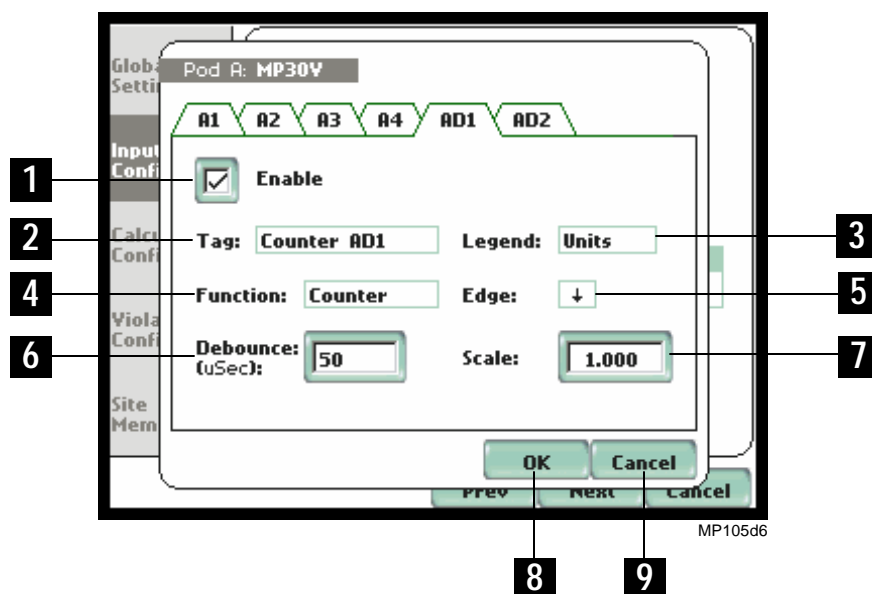 Pod A: MP30V
A1 A2 A3 A4 AD1 AD2
1 Enable
2 Tag: Counter AD1 Legend: Units 3
4 Function: Counter Edge: ↓ 5
6 Debounce: (uSec): 50 Scale: 1.000 7
Site
OK Cancel
Prev Next Cancel
MP105d6
8 9